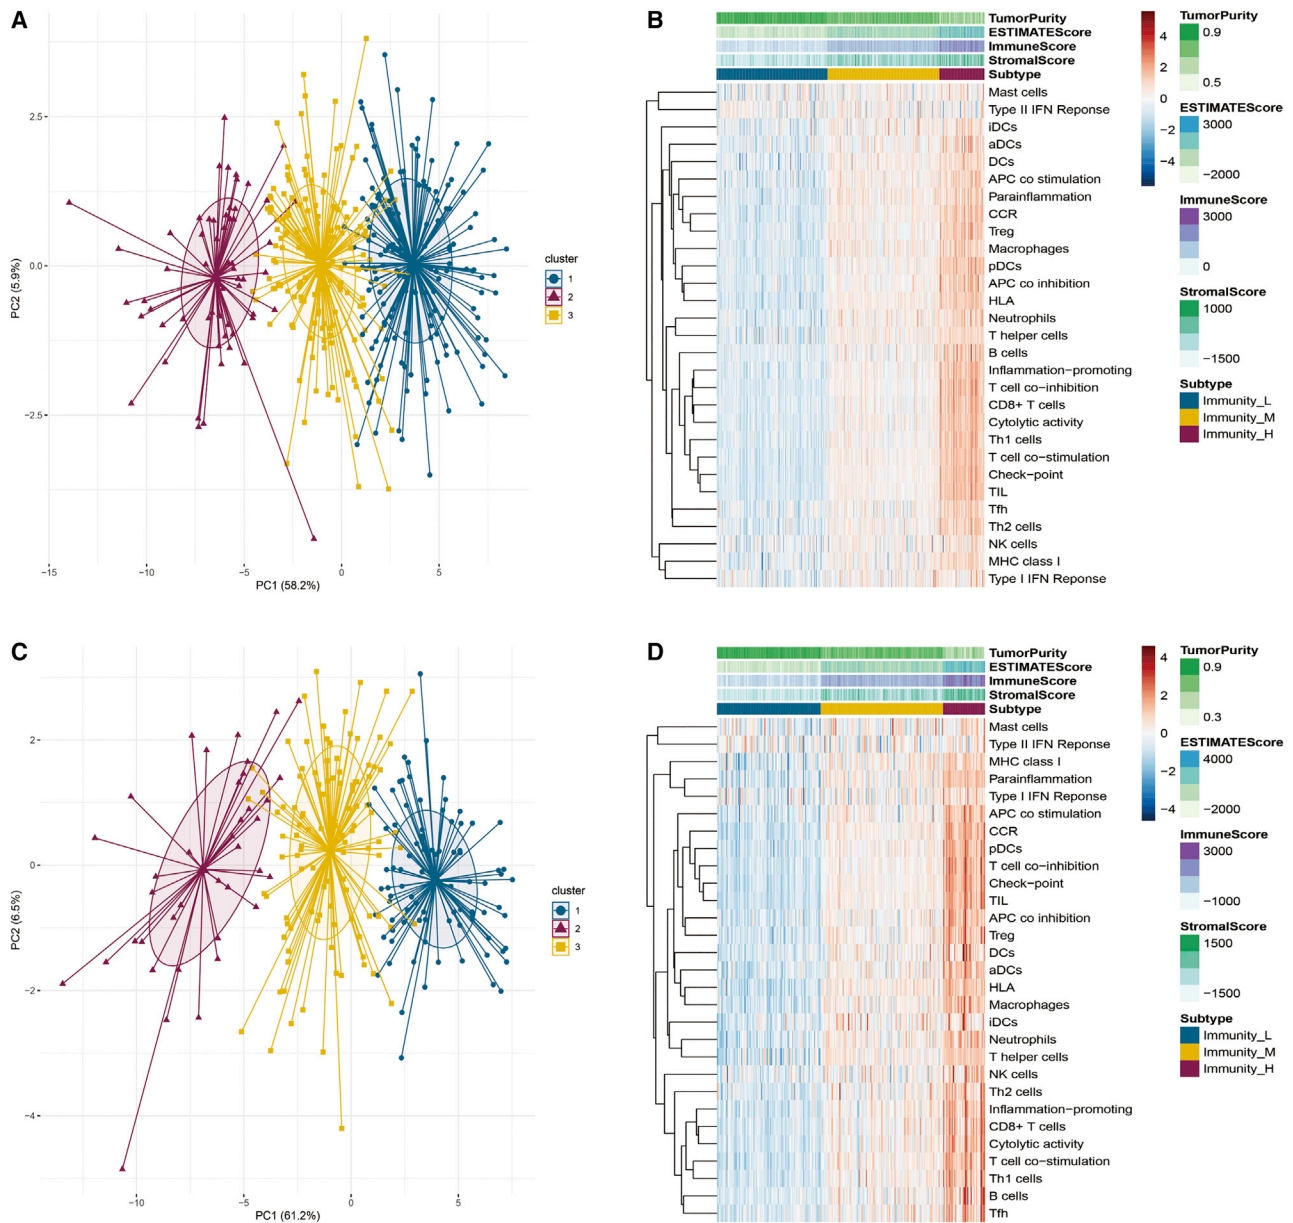 A
2.5
0.0
−2.5
PC2 (5.9%)
−15
−10
−5
0
5
PC1 (58.2%)
cluster
1
2
3
B
TumorPurity
ESTIMATEScore
ImmuneScore
StromalScore
Subtype
Mast cells
Type II IFN Reponse
iDCs
aDCs
DCs
APC co stimulation
Parainflammation
CCR
Treg
Macrophages
pDCs
APC co inhibition
HLA
Neutrophils
T helper cells
B cells
Inflammation−promoting
T cell co−inhibition
CD8+ T cells
Cytolytic activity
Th1 cells
T cell co−stimulation
Check−point
TIL
Tfh
Th2 cells
NK cells
MHC class I
Type I IFN Reponse
4
2
0
−2
−4
TumorPurity
0.9
0.5
ESTIMATEScore
3000
−2000
ImmuneScore
3000
0
StromalScore
1000
−1500
Subtype
Immunity_L
Immunity_M
Immunity_H
C
2
0
−2
−4
PC2 (6.5%)
−10
−5
0
5
PC1 (61.2%)
cluster
1
2
3
D
TumorPurity
ESTIMATEScore
ImmuneScore
StromalScore
Subtype
Mast cells
Type II IFN Reponse
MHC class I
Parainflammation
Type I IFN Reponse
APC co stimulation
CCR
pDCs
T cell co−inhibition
Check−point
TIL
APC co inhibition
Treg
DCs
aDCs
HLA
Macrophages
iDCs
Neutrophils
T helper cells
NK cells
Th2 cells
Inflammation−promoting
CD8+ T cells
Cytolytic activity
T cell co−stimulation
Th1 cells
B cells
Tfh
4
2
0
−2
−4
TumorPurity
0.9
0.3
ESTIMATEScore
4000
−2000
ImmuneScore
3000
−1000
StromalScore
1500
−1500
Subtype
Immunity_L
Immunity_M
Immunity_H